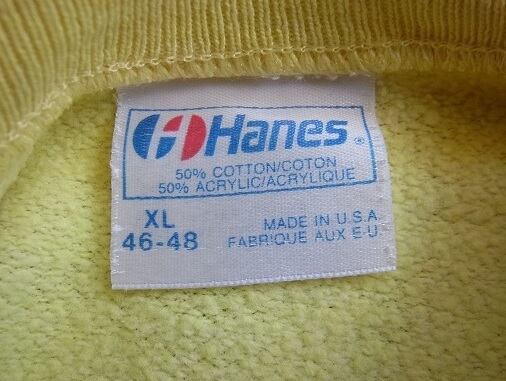 Hanes®
50% COTTON/COTON
50% ACRYLIC/ACRYLIQUE
XL
46-48
MADE IN U.S.A.
FABRIQUE AUX E-U